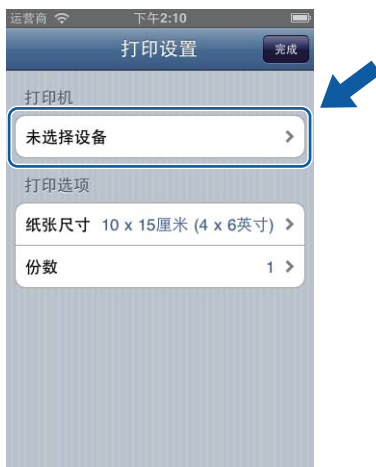 运营商 下午2:10
打印设置 完成
打印机
未选择设备
打印选项
纸张尺寸 10 x 15厘米 (4 x 6英寸)
份数 1